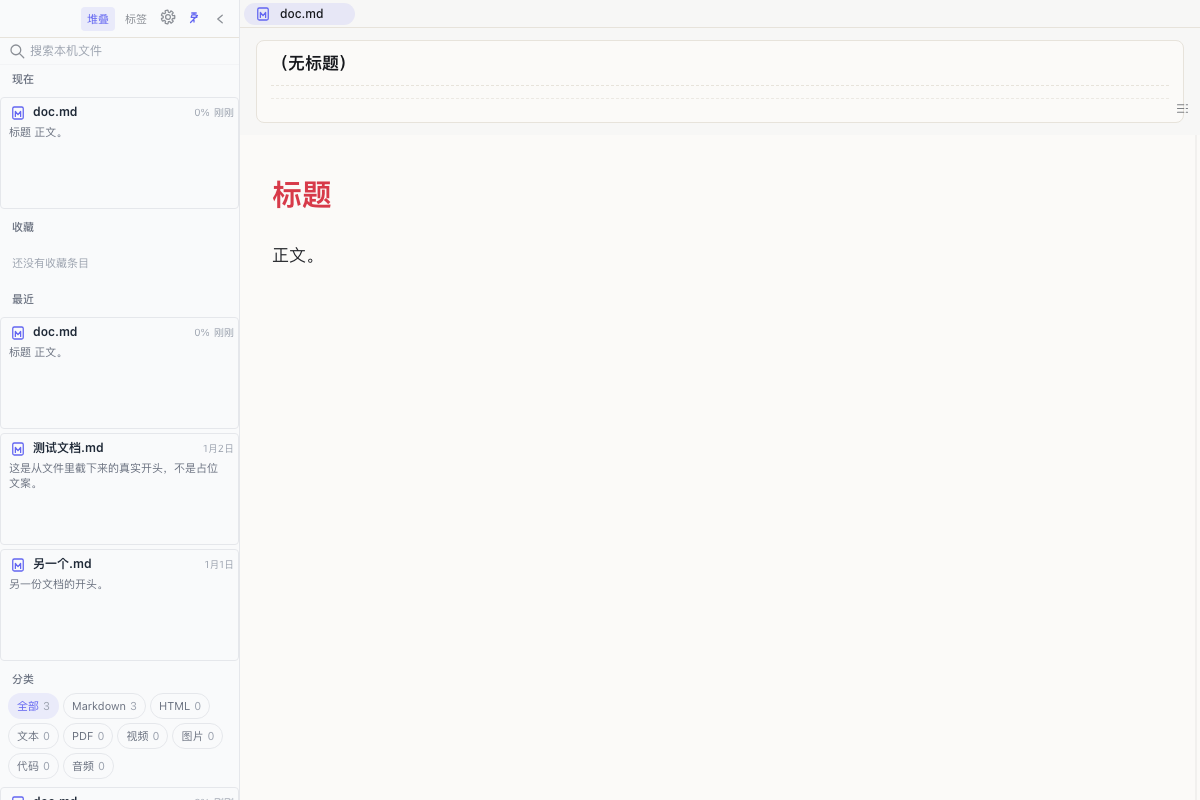 堆叠 标签
搜索本机文件
现在
doc.md 0% 刚刚
标题 正文。
收藏
还没有收藏条目
最近
doc.md 0% 刚刚
标题 正文。
测试文档.md 1月2日
这是从文件里截下来的真实开头，不是占位
文案。
另一个.md 1月1日
另一份文档的开头。
分类
全部 3 Markdown 3 HTML 0
文本 0 PDF 0 视频 0 图片 0
代码 0 音频 0
doc.md 0% 刚刚
doc.md
（无标题）
标题
正文。